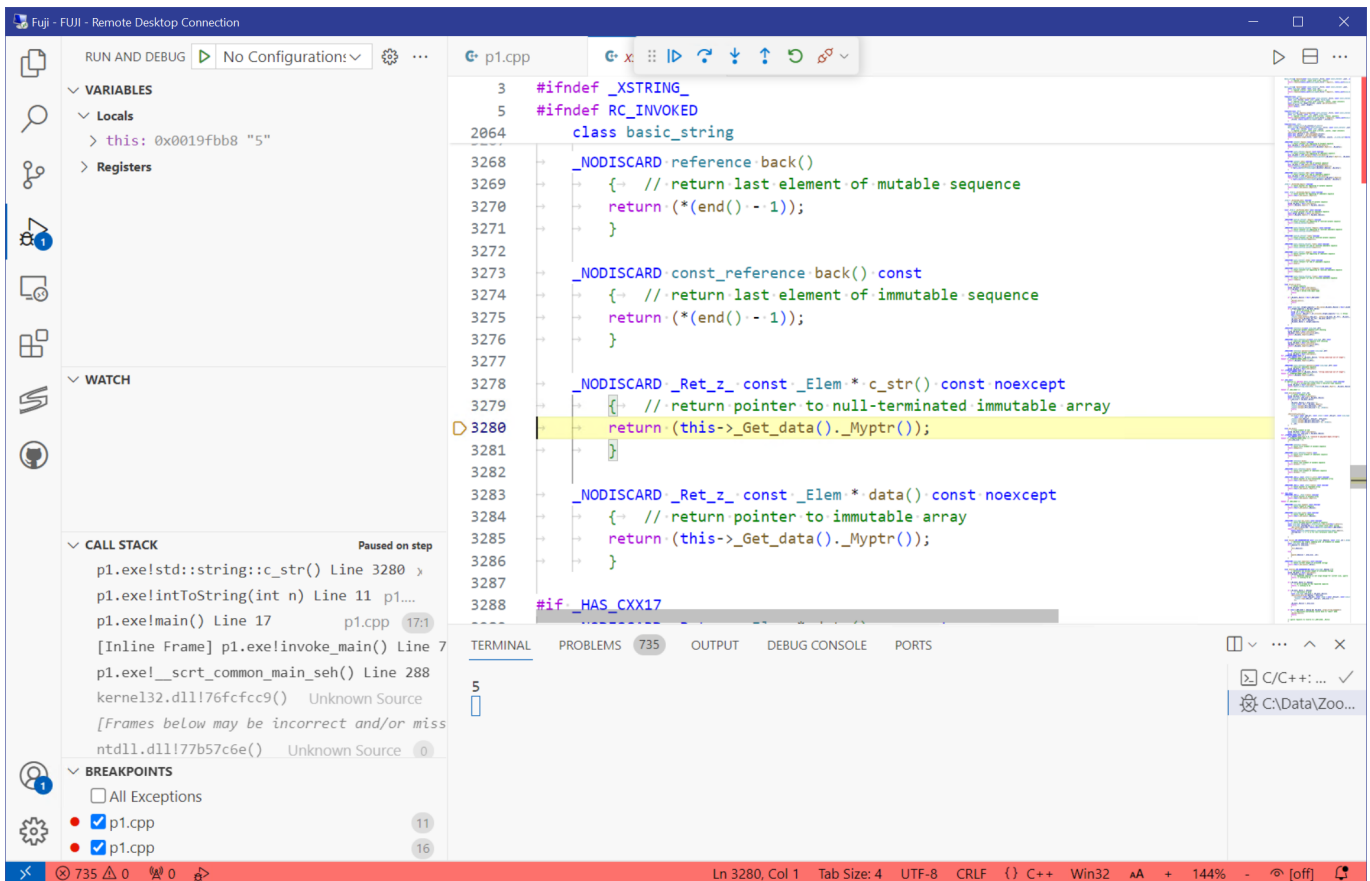 Fuji - FUJI - Remote Desktop Connection
RUN AND DEBUG No Configurations
VARIABLES
Locals
this: 0x0019fbb8 "5"
Registers
WATCH
CALL STACK Paused on step
p1.exe!std::string::c_str() Line 3280
p1.exe!intToString(int n) Line 11 p1....
p1.exe!main() Line 17 p1.cpp 17:1
[Inline Frame] p1.exe!invoke_main() Line 7
p1.exe!__scrt_common_main_seh() Line 288
kernel32.dll!76fcfcc9() Unknown Source
[Frames below may be incorrect and/or miss
ntdll.dll!77b57c6e() Unknown Source 0
BREAKPOINTS
All Exceptions
p1.cpp 11
p1.cpp 16
p1.cpp x
3 #ifndef _XSTRING_
5 #ifndef RC_INVOKED
2064 class basic_string
3268 _NODISCARD reference back()
3269 { // return last element of mutable sequence
3270 return (*(end() - 1));
3271 }
3272
3273 _NODISCARD const_reference back() const
3274 { // return last element of immutable sequence
3275 return (*(end() - 1));
3276 }
3277
3278 _NODISCARD _Ret_z_ const _Elem * c_str() const noexcept
3279 { // return pointer to null-terminated immutable array
3280 return (this->_Get_data()._Myptr());
3281 }
3282
3283 _NODISCARD _Ret_z_ const _Elem * data() const noexcept
3284 { // return pointer to immutable array
3285 return (this->_Get_data()._Myptr());
3286 }
3287
3288 #if _HAS_CXX17
TERMINAL PROBLEMS 735 OUTPUT DEBUG CONSOLE PORTS
5
C/C++: ...
C:\Data\Zoo...
1
1
735 0 0 Ln 3280, Col 1 Tab Size: 4 UTF-8 CRLF {} C++ Win32 AA + 144% - [off]